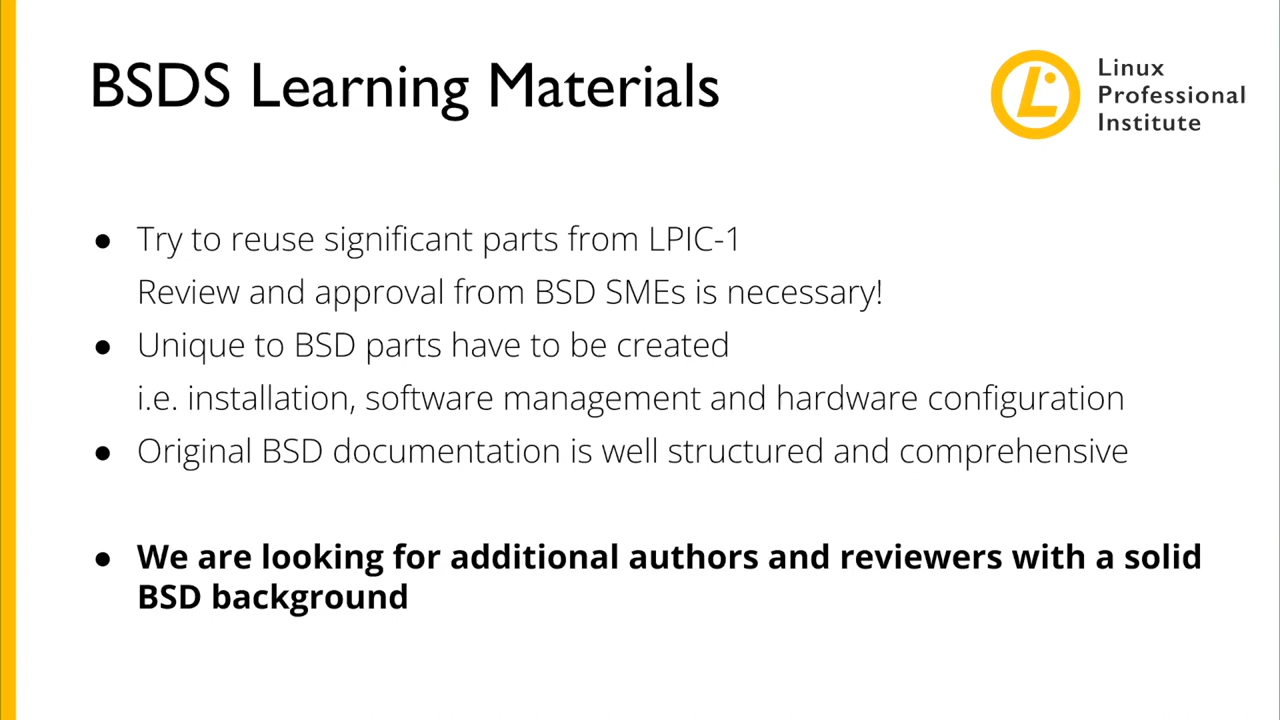 BSDS Learning Materials
Linux
Professional
Institute
● Try to reuse significant parts from LPIC-1
Review and approval from BSD SMEs is necessary!
● Unique to BSD parts have to be created
i.e. installation, software management and hardware configuration
● Original BSD documentation is well structured and comprehensive
● We are looking for additional authors and reviewers with a solid
BSD background